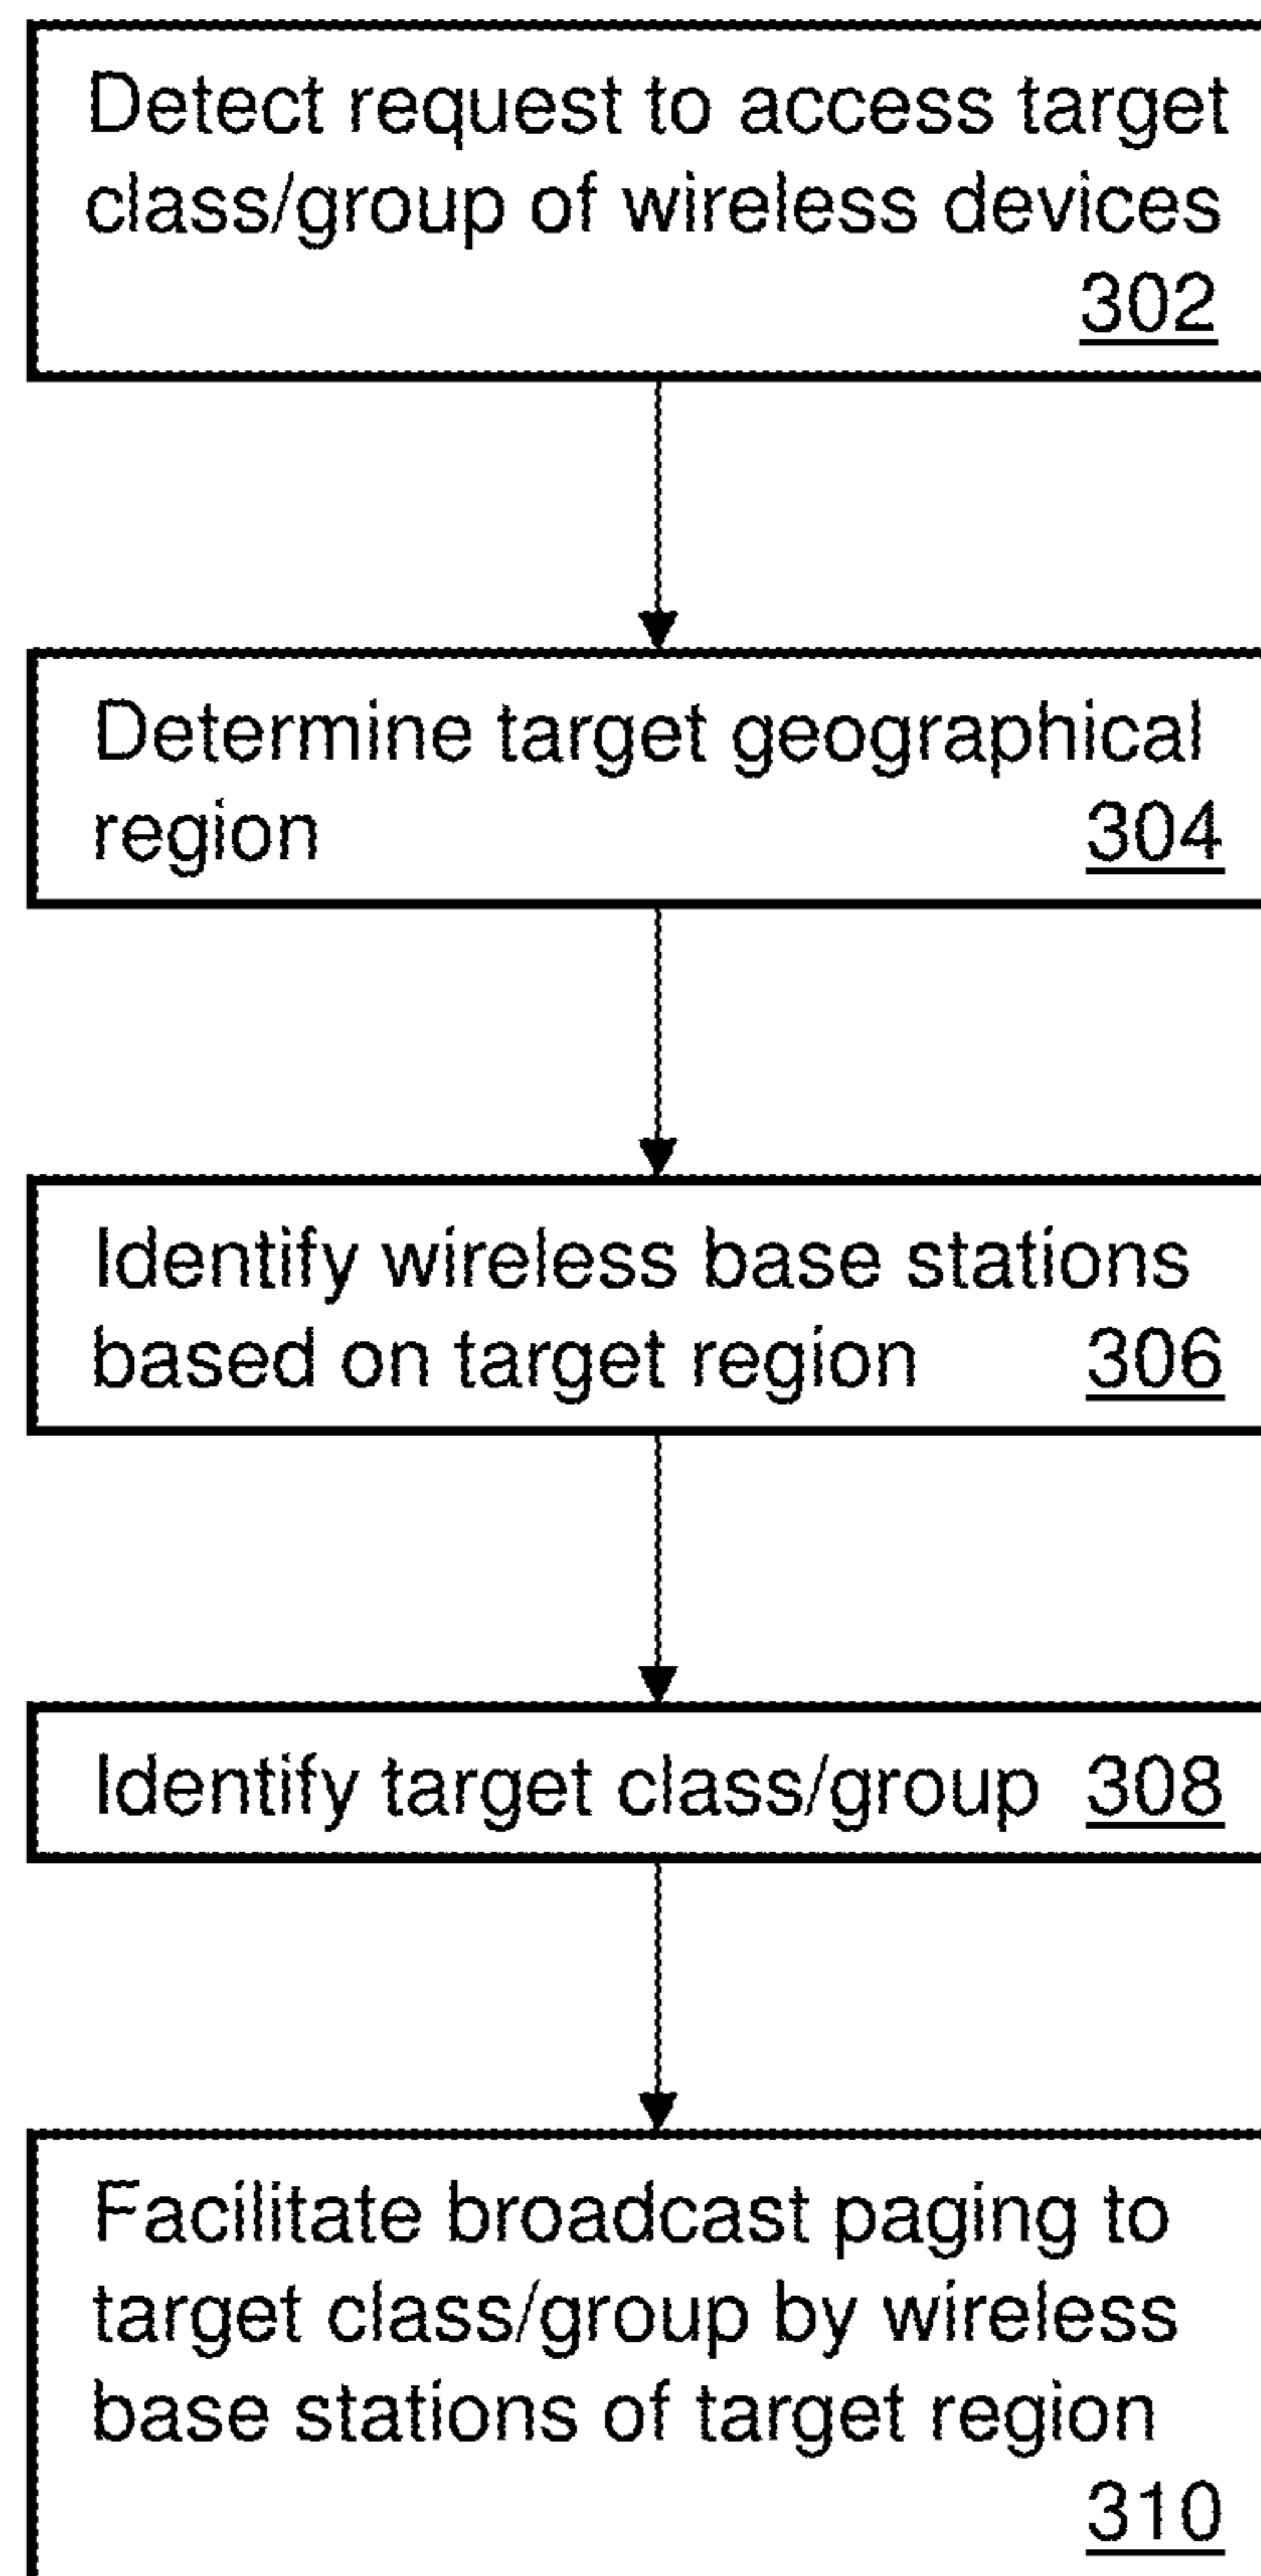 Detect request to access target
class/group of wireless devices
302
Determine target geographical
region 304
Identify wireless base stations
based on target region 306
Identify target class/group 308
Facilitate broadcast paging to
target class/group by wireless
base stations of target region
310